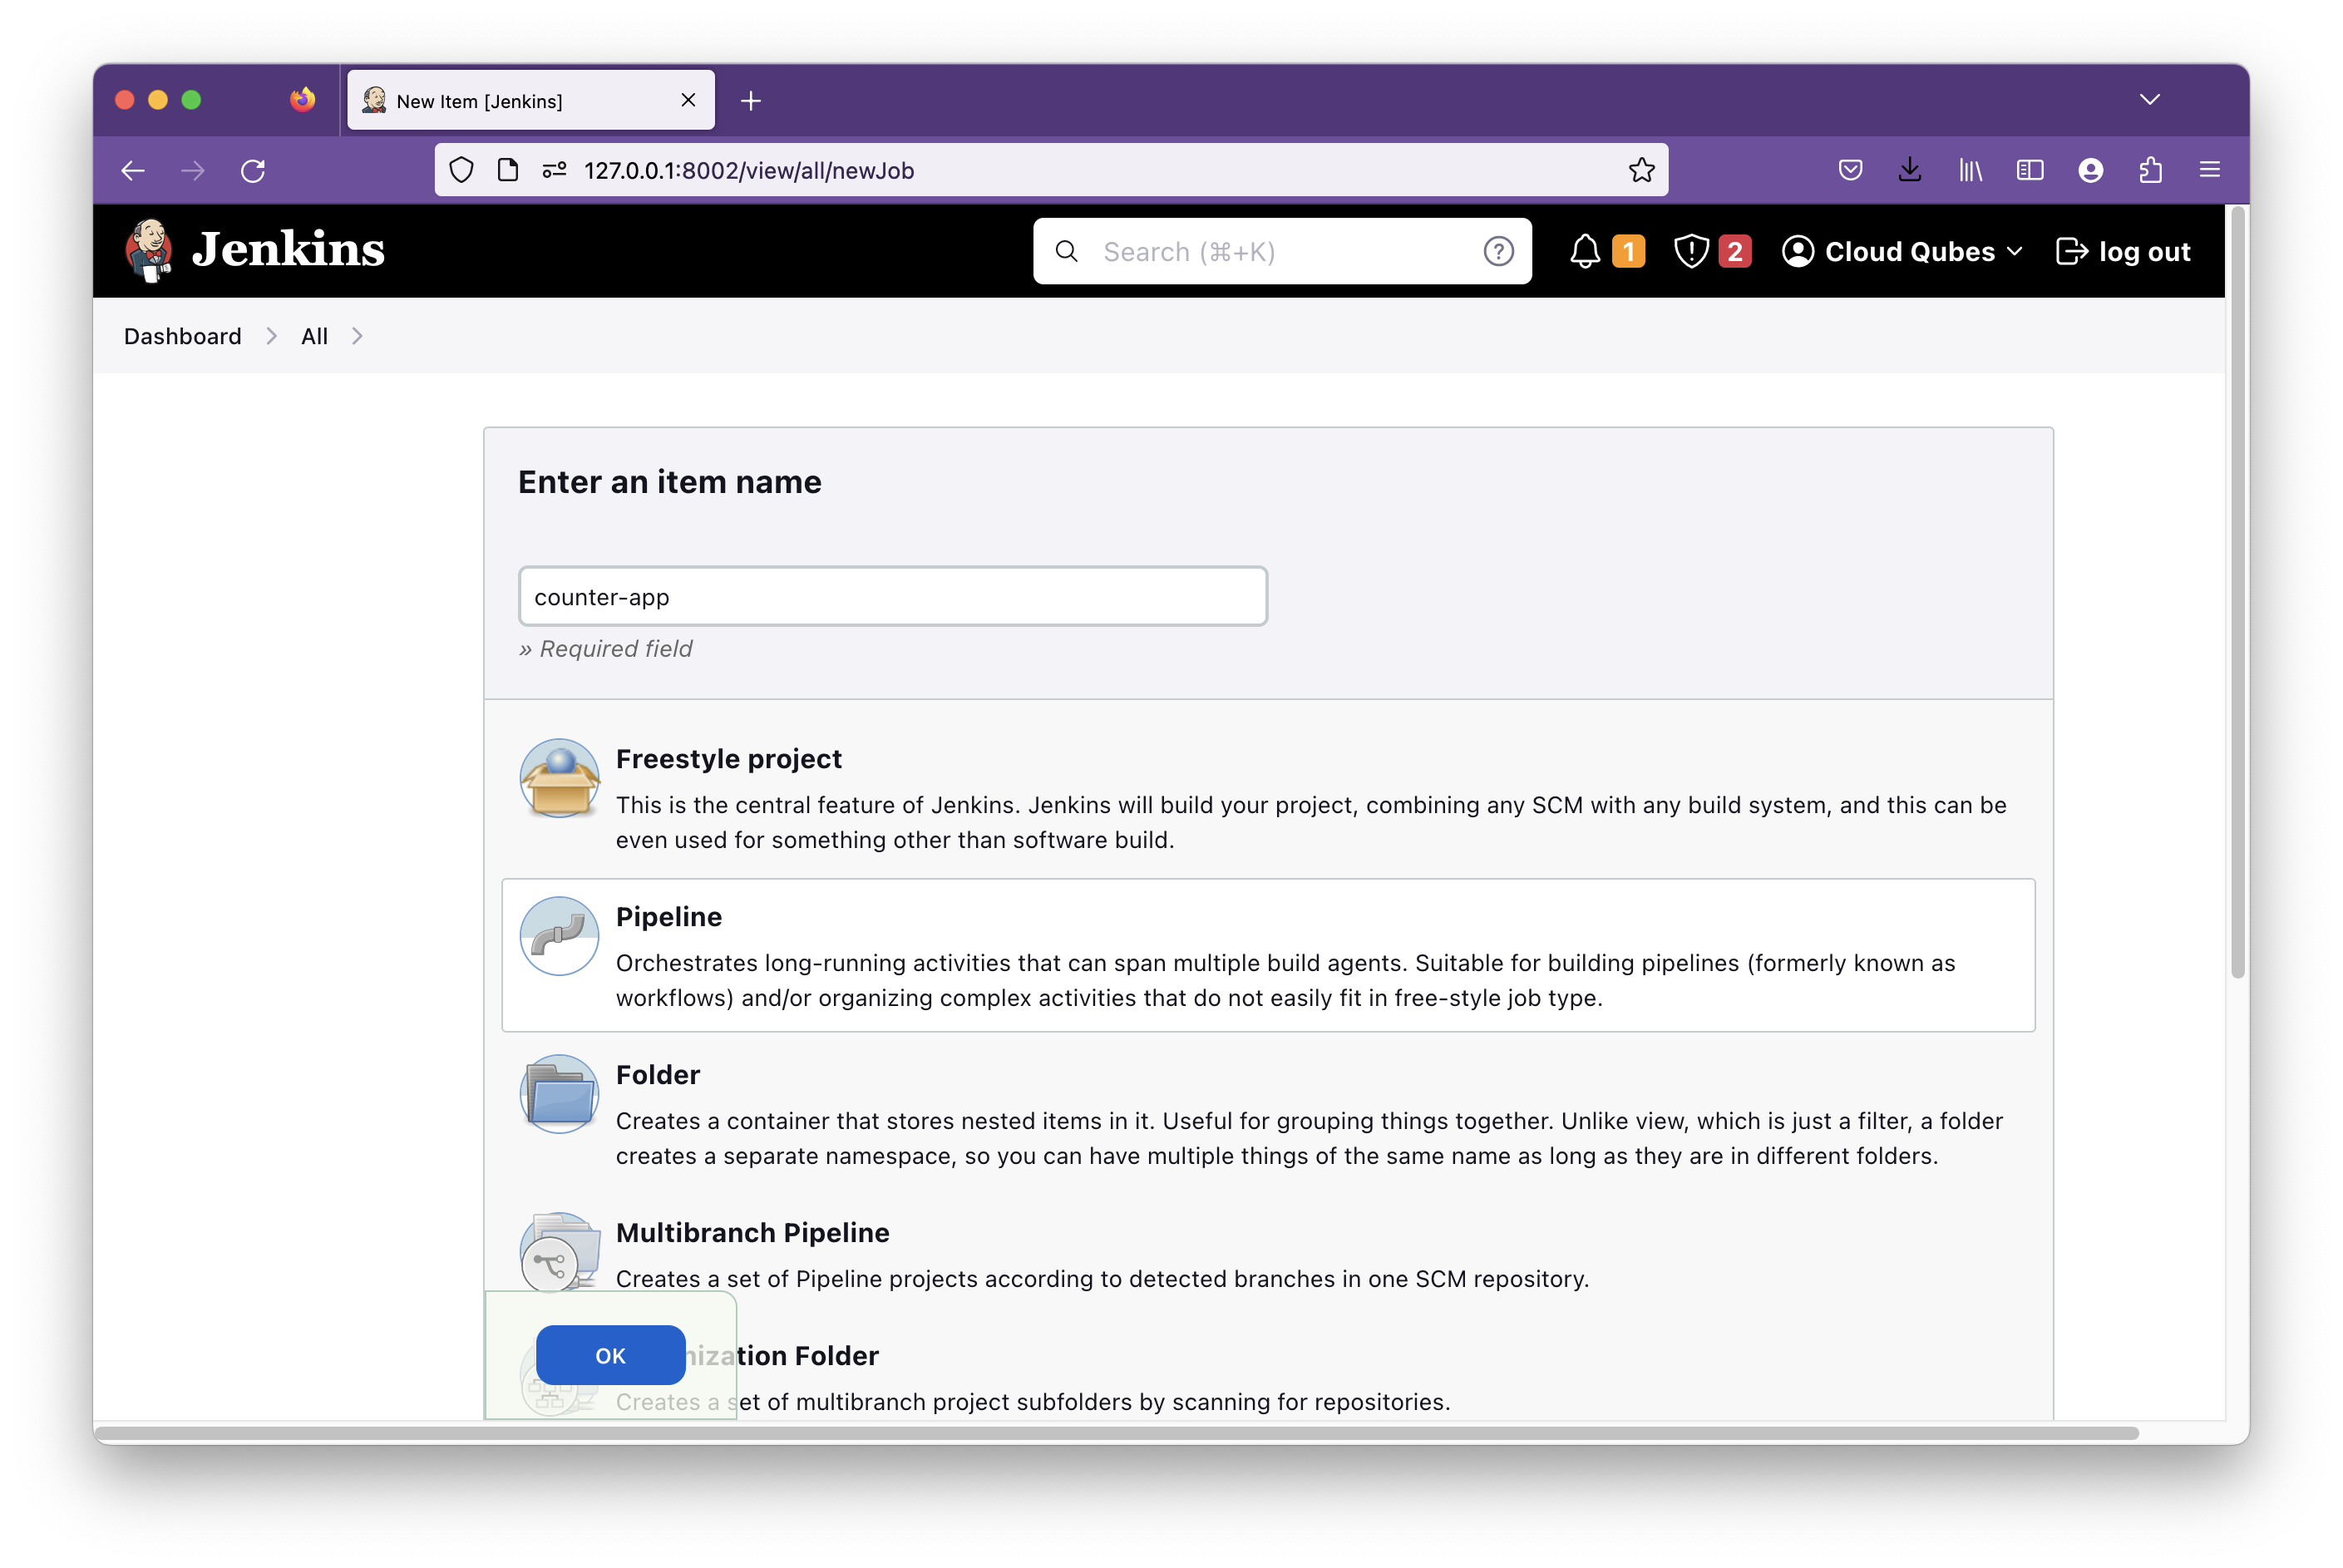 New Item [Jenkins]
127.0.0.1:8002/view/all/newJob
Jenkins
Search (⌘+K)
1
2
Cloud Qubes
log out
Dashboard
All
Enter an item name
counter-app
» Required field
Freestyle project
This is the central feature of Jenkins. Jenkins will build your project, combining any SCM with any build system, and this can be
even used for something other than software build.
Pipeline
Orchestrates long-running activities that can span multiple build agents. Suitable for building pipelines (formerly known as
workflows) and/or organizing complex activities that do not easily fit in free-style job type.
Folder
Creates a container that stores nested items in it. Useful for grouping things together. Unlike view, which is just a filter, a folder
creates a separate namespace, so you can have multiple things of the same name as long as they are in different folders.
Multibranch Pipeline
Creates a set of Pipeline projects according to detected branches in one SCM repository.
OK
nization Folder
Creates a set of multibranch project subfolders by scanning for repositories.